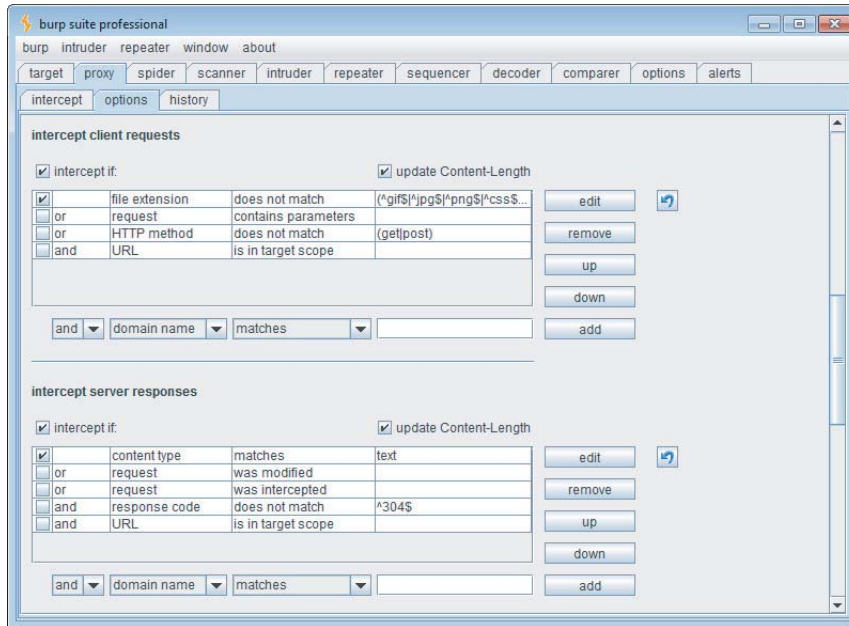 burp suite professional
burp intruder repeater window about
target proxy spider scanner intruder repeater sequencer decoder comparer options alerts
intercept options history
intercept client requests
intercept if: update Content-Length
file extension does not match (^gif$|^jpg$|^png$|^css$... edit
or request contains parameters
or HTTP method does not match (get|post) remove
and URL is in target scope
up
down
and domain name matches add
intercept server responses
intercept if: update Content-Length
content type matches text edit
or request was modified
or request was intercepted remove
and response code does not match ^304$
and URL is in target scope up
down
and domain name matches add